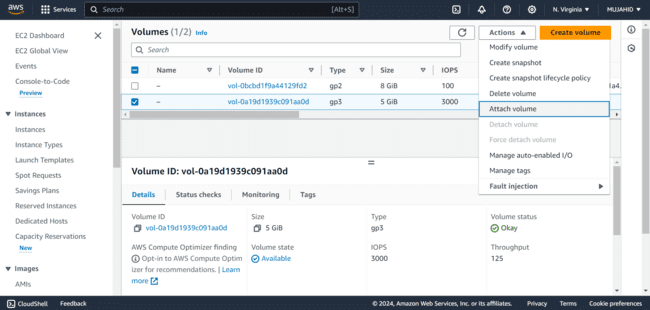 aws
Services
Search
[Alt+S]
N. Virginia
MUJAHID
EC2 Dashboard
EC2 Global View
Events
Console-to-Code
Preview
Instances
Instances
Instance Types
Launch Templates
Spot Requests
Savings Plans
Reserved Instances
Dedicated Hosts
Capacity Reservations
New
Images
AMIs
Volumes (1/2) Info
Actions
Create volume
Search
Name Volume ID Type Size IOPS
– vol-0bcbd1f9a44129fd2 gp2 8 GiB 100
– vol-0a19d1939c091aa0d gp3 5 GiB 3000
Modify volume
Create snapshot
Create snapshot lifecycle policy
Delete volume
Attach volume
Detach volume
Force detach volume
Manage auto-enabled I/O
Manage tags
Fault injection
Volume ID: vol-0a19d1939c091aa0d
Details Status checks Monitoring Tags
Volume ID Size Type Volume status
vol-0a19d1939c091aa0d 5 GiB gp3 Okay
AWS Compute Optimizer finding Volume state IOPS Throughput
Opt-in to AWS Compute Optimizer for recommendations. | Learn more
Available 3000 125
CloudShell Feedback © 2024, Amazon Web Services, Inc. or its affiliates. Privacy Terms Cookie preferences